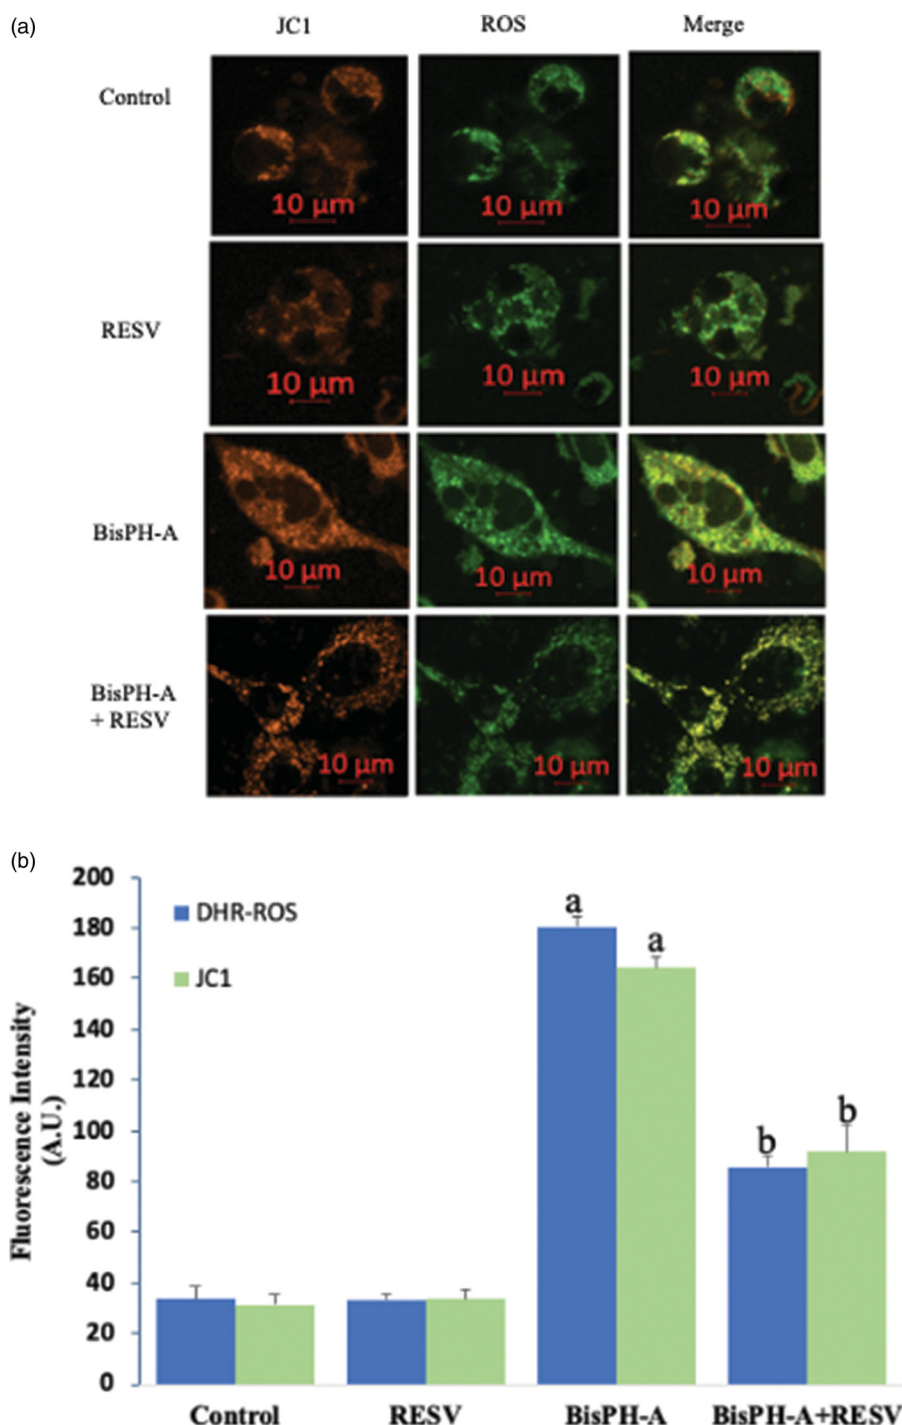 (a)
JC1 ROS Merge
Control
10 µm 10 µm 10 µm
RESV
10 µm 10 µm 10 µm
BisPH-A
10 µm 10 µm 10 µm
BisPH-A
+ RESV
10 µm 10 µm 10 µm
(b)
Fluorescence Intensity
(A.U.)
200
180
160
140
120
100
80
60
40
20
0
DHR-ROS
JC1
a
a
b
b
Control RESV BisPH-A BisPH-A+RESV